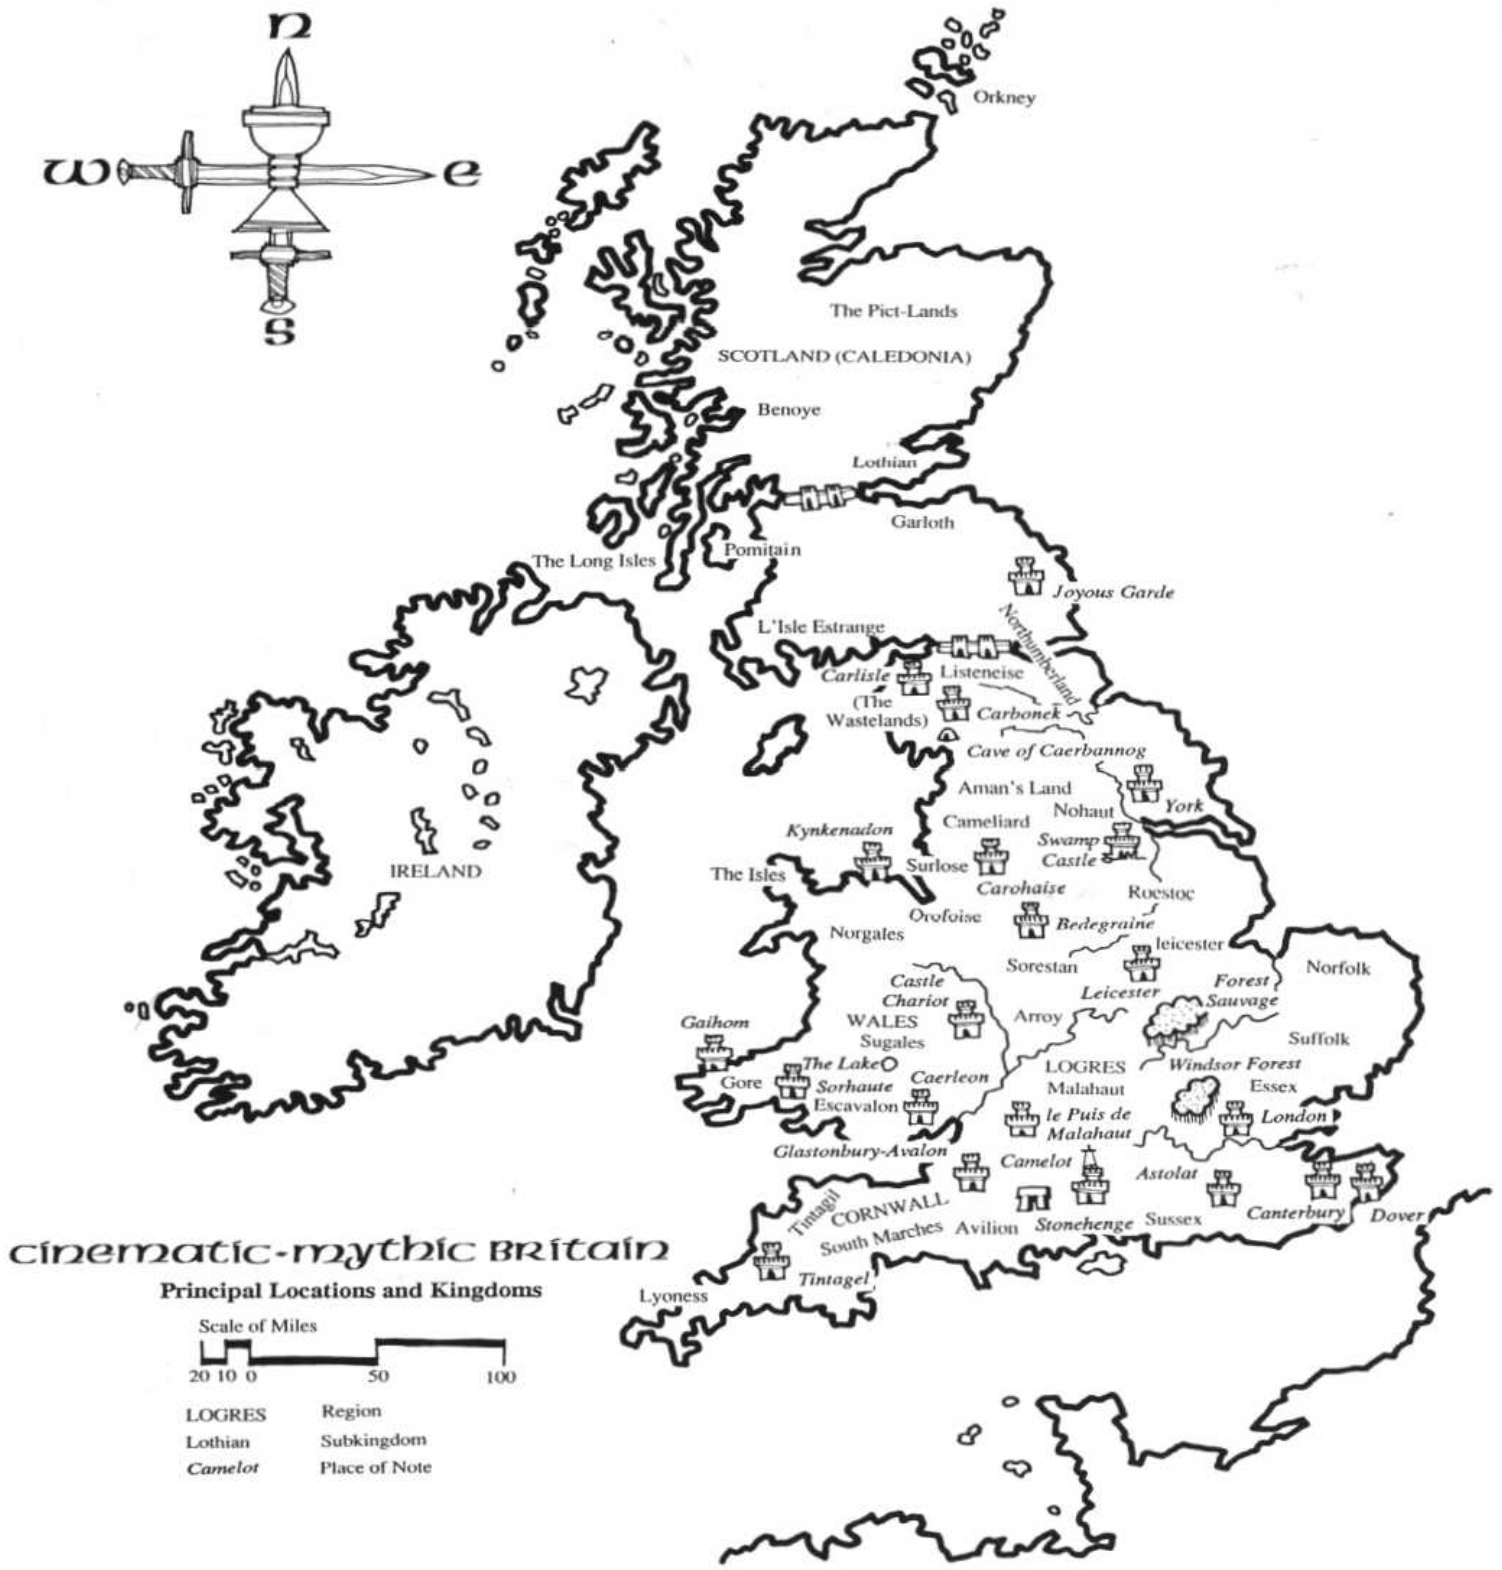 N
W
E
S
Orkney
The Pict-Lands
SCOTLAND (CALEDONIA)
Benoye
Lothian
Garloth
The Long Isles
Pomitain
Joyous Garde
L'Isle Estrange
Northumberland
Carlisle
Listeneise
(The
Wastelands)
Carbonek
Cave of Caerbannog
Aman's Land
Nohaut
York
Cameliard
Kynkenadon
Swamp
Castle
The Isles
Surlose
Carohaise
IRELAND
Roestoc
Orofoise
Bedegraine
Norgales
leicester
Sorestan
Norfolk
Castle
Chariot
Leicester
Forest
Sauvage
Gaihom
WALES
Sugales
Arroy
Suffolk
The Lake
LOGRES
Windsor Forest
Gore
Sorhaute
Caerleon
Malahaut
Essex
Escavalon
le Puis de
Malahaut
London
Glastonbury-Avalon
Camelot
Astolat
Tintagil
CORNWALL
South Marches
Avilion
Stonehenge
Sussex
Canterbury
Dover
Cinematic-Mythic Britain
Tintagel
Principal Locations and Kingdoms
Lyoness
Scale of Miles
20 10 0 50 100
LOGRES Region
Lothian Subkingdom
Camelot Place of Note